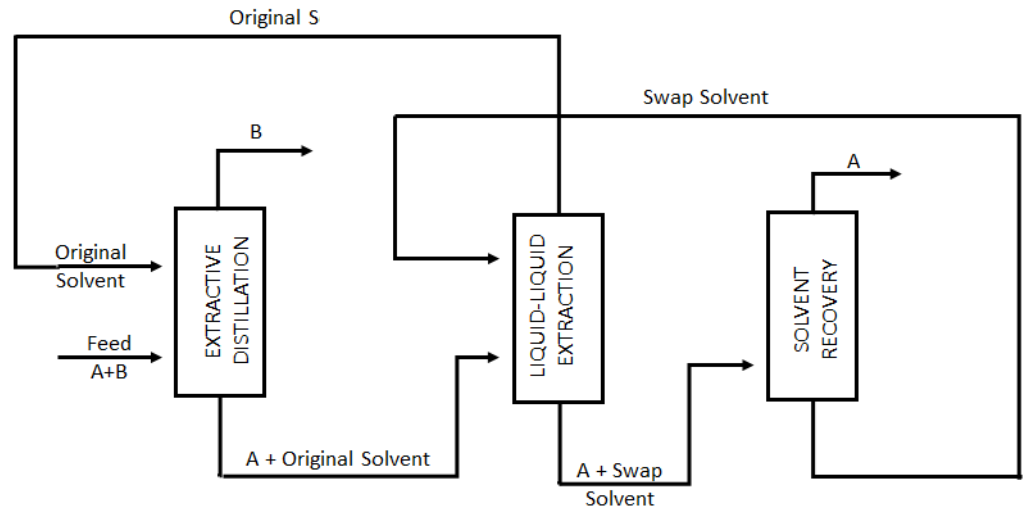 Original S
Swap Solvent
B
A
Original
Solvent
EXTRACTIVE
DISTILLATION
LIQUID-LIQUID
EXTRACTION
SOLVENT
RECOVERY
Feed
A+B
A + Original Solvent
A + Swap
Solvent